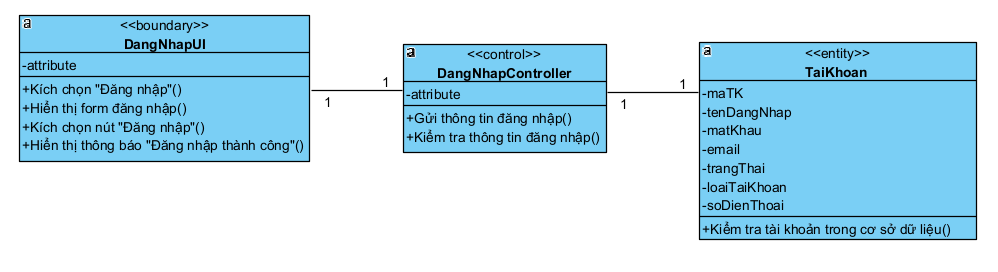 a
<<boundary>>
DangNhapUI
-attribute
+Kích chọn "Đăng nhập"()
+Hiển thị form đăng nhập()
+Kích chọn nút "Đăng nhập"()
+Hiển thị thông báo "Đăng nhập thành công"()
1
1
a
<<control>>
DangNhapController
-attribute
+Gửi thông tin đăng nhập()
+Kiểm tra thông tin đăng nhập()
1
1
a
<<entity>>
TaiKhoan
-maTK
-tenDangNhap
-matKhau
-email
-trangThai
-loaiTaiKhoan
-soDienThoai
+Kiểm tra tài khoản trong cơ sở dữ liệu()